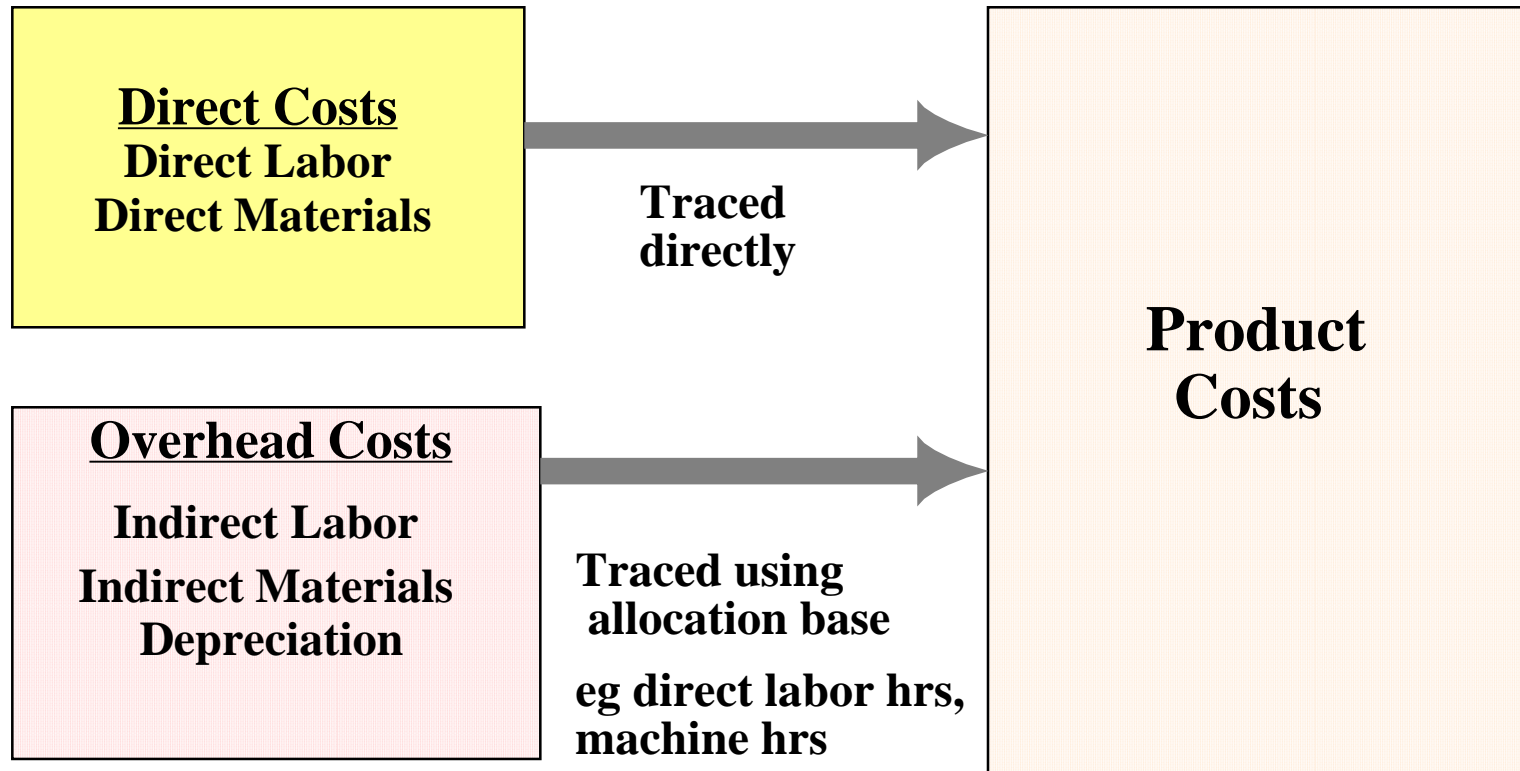 Direct Costs
Direct Labor
Direct Materials
Traced
directly
Overhead Costs
Indirect Labor
Indirect Materials
Depreciation
Traced using
allocation base
eg direct labor hrs,
machine hrs
Product
Costs